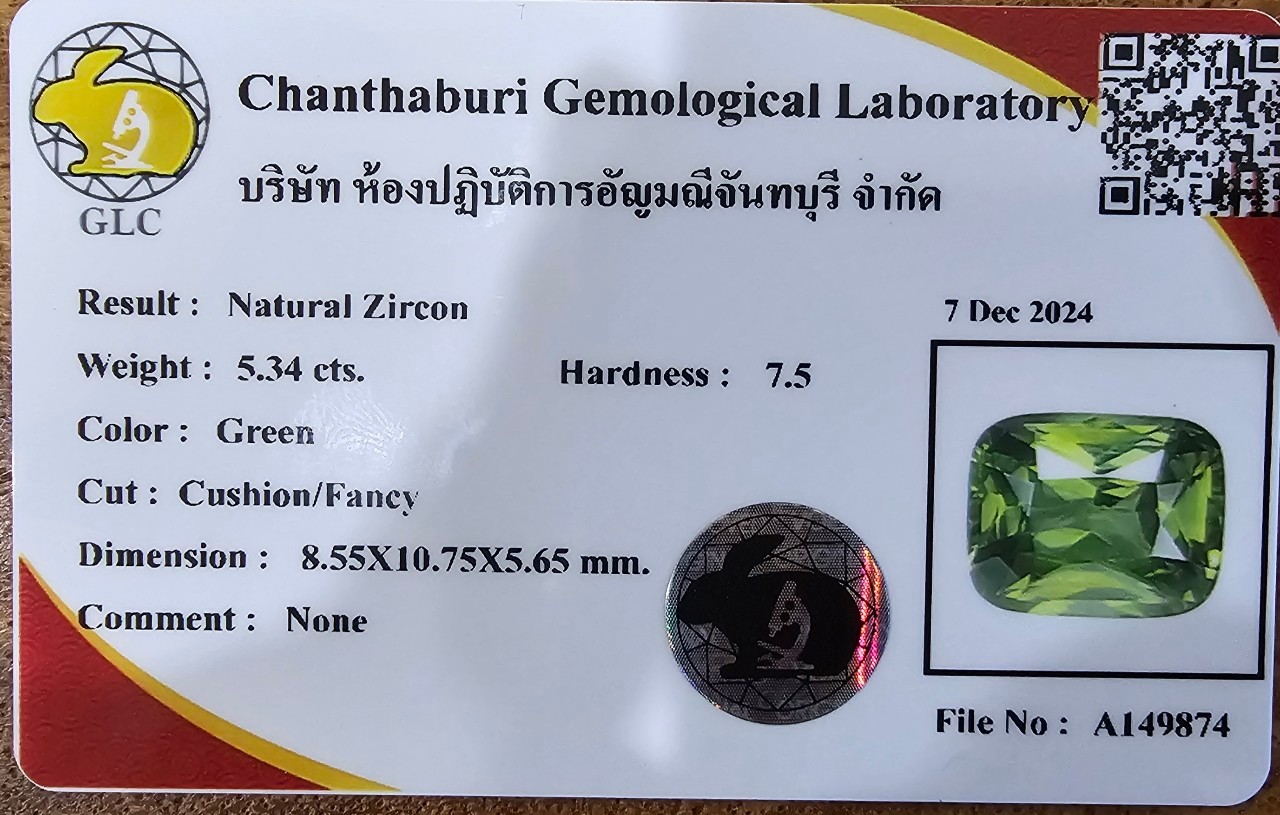 Chanthaburi Gemological Laboratory
บริษัท ห้องปฏิบัติการอัญมณีจันทบุรี จำกัด
GLC
Result : Natural Zircon
7 Dec 2024
Weight : 5.34 cts. Hardness : 7.5
Color : Green
Cut : Cushion/Fancy
Dimension : 8.55X10.75X5.65 mm.
Comment : None
File No : A149874